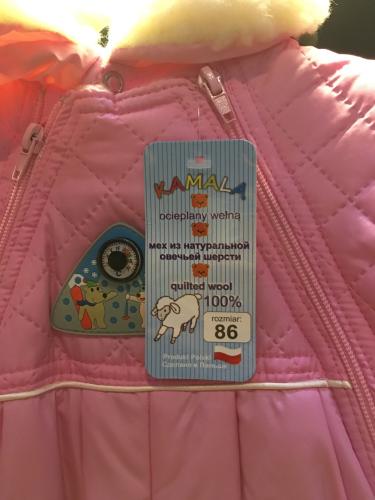 KAMALA
ocieplany wełną
мех из натуральной
овечьей шерсти
quilted wool
100%
rozmiar:
86
Produkt Polski
Сделано в Польше